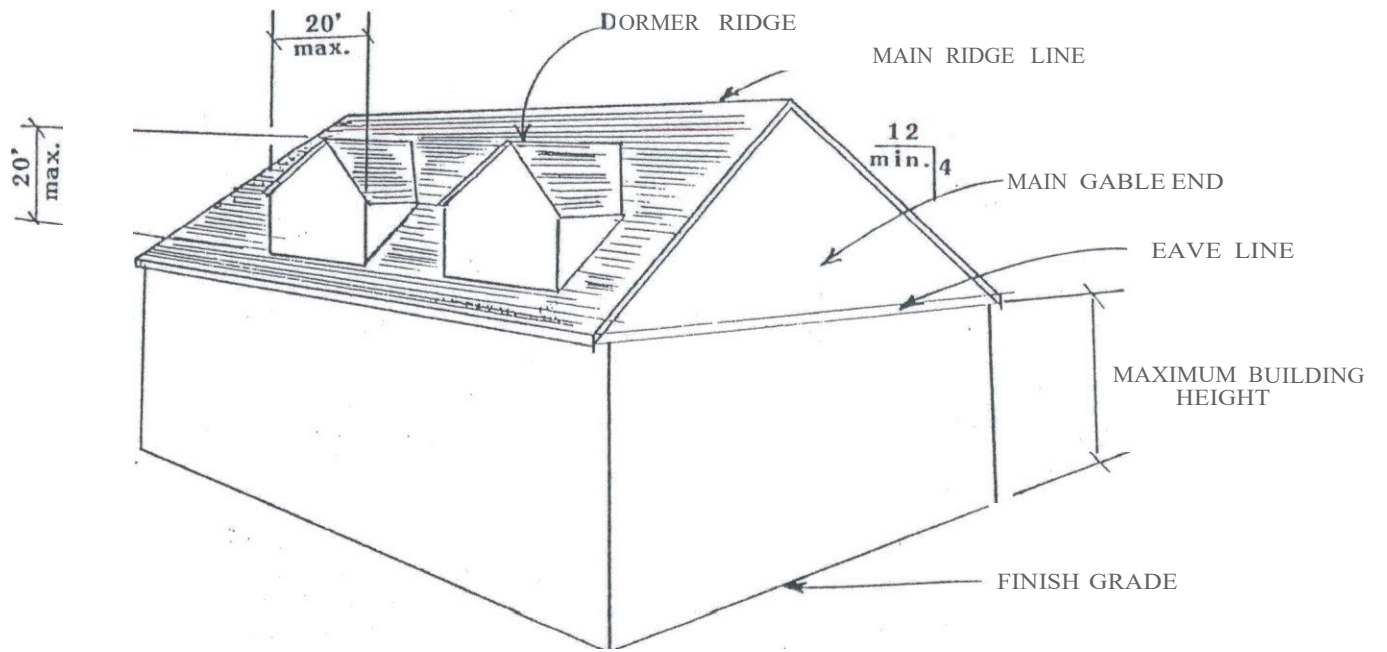 20'
max.
DORMER RIDGE
MAIN RIDGE LINE
12
min. 4
20'
max.
MAIN GABLE END
EAVE LINE
MAXIMUM BUILDING
HEIGHT
FINISH GRADE